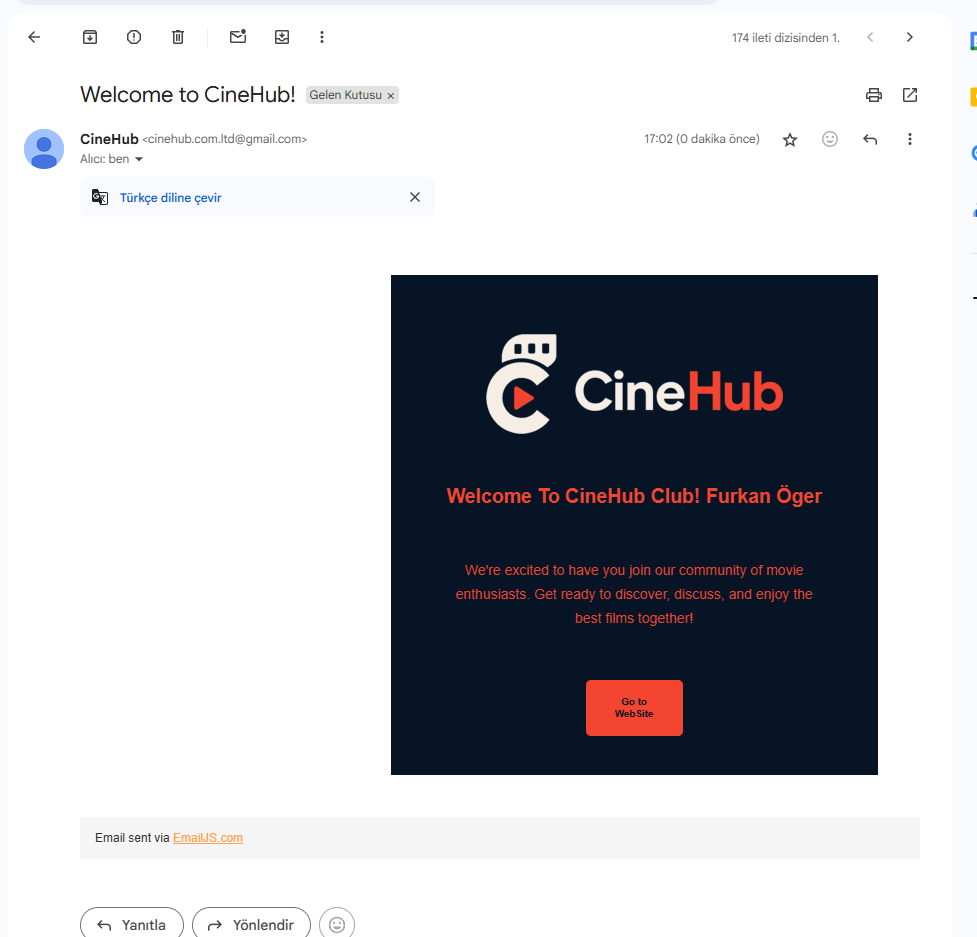 174 ileti dizisinden 1.
Welcome to CineHub! Gelen Kutusu ×
CineHub <cinehub.com.ltd@gmail.com> 17:02 (0 dakika önce)
Alıcı: ben
Türkçe diline çevir
CineHub
Welcome To CineHub Club! Furkan Öger
We're excited to have you join our community of movie
enthusiasts. Get ready to discover, discuss, and enjoy the
best films together!
Go to
WebSite
Email sent via EmailJS.com
Yanıtla Yönlendir